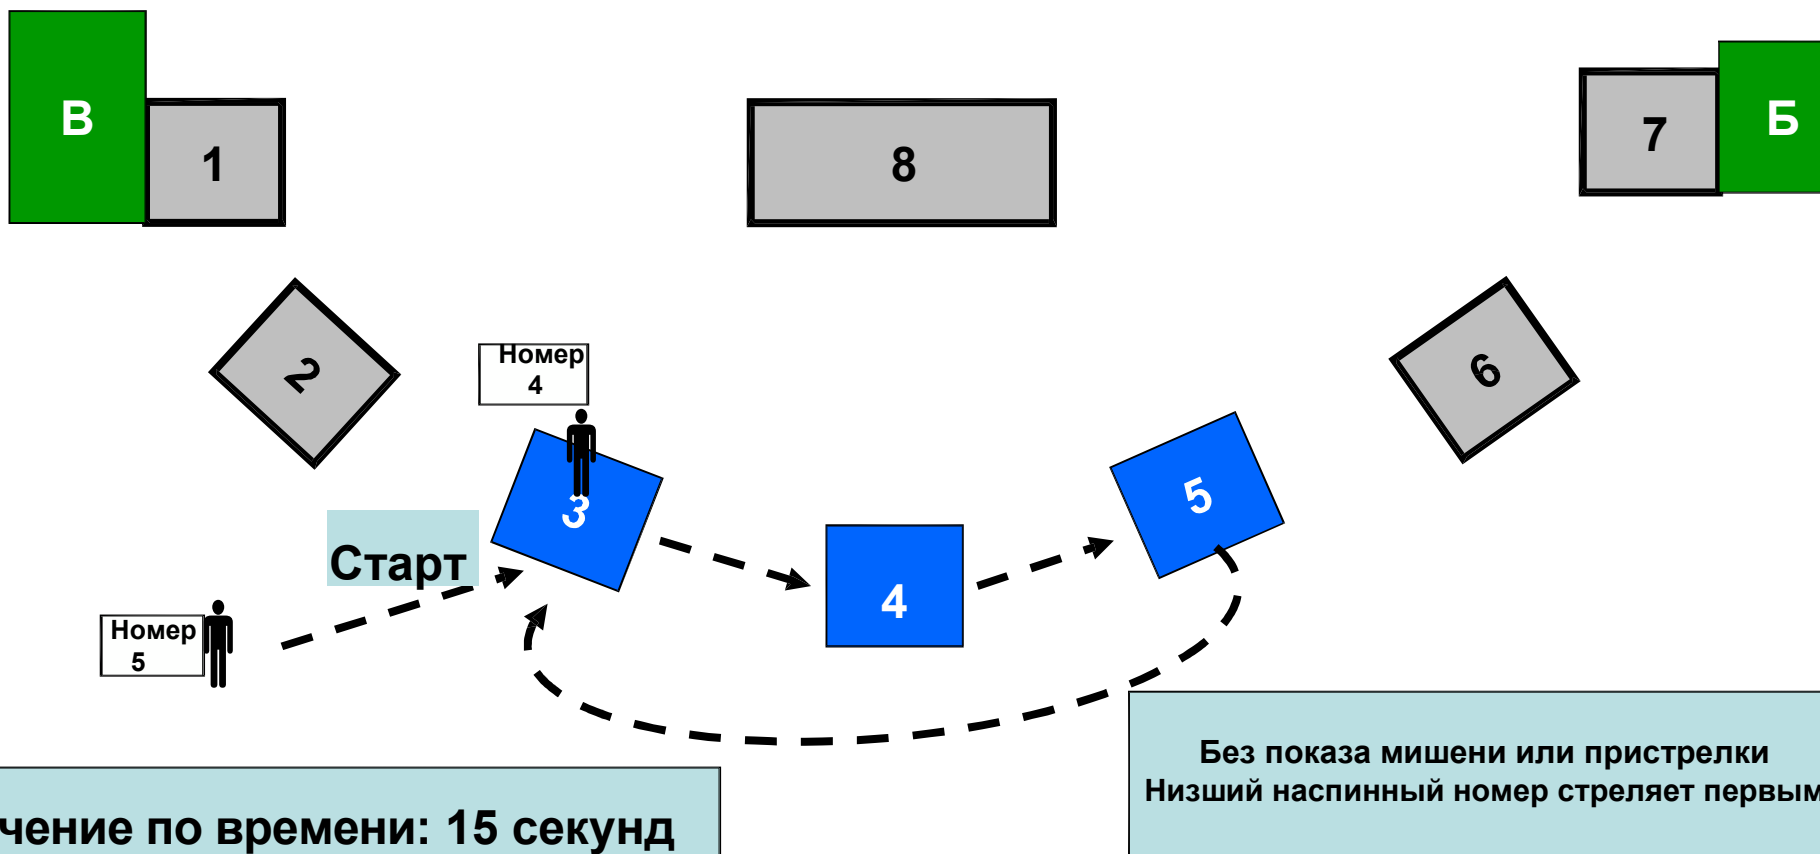 В
1
8
7
Б
2
Номер
4
6
3
5
Старт
4
Номер
5
Без показа мишени или пристрелки
Низший наспинный номер стреляет первым
чение по времени: 15 секунд